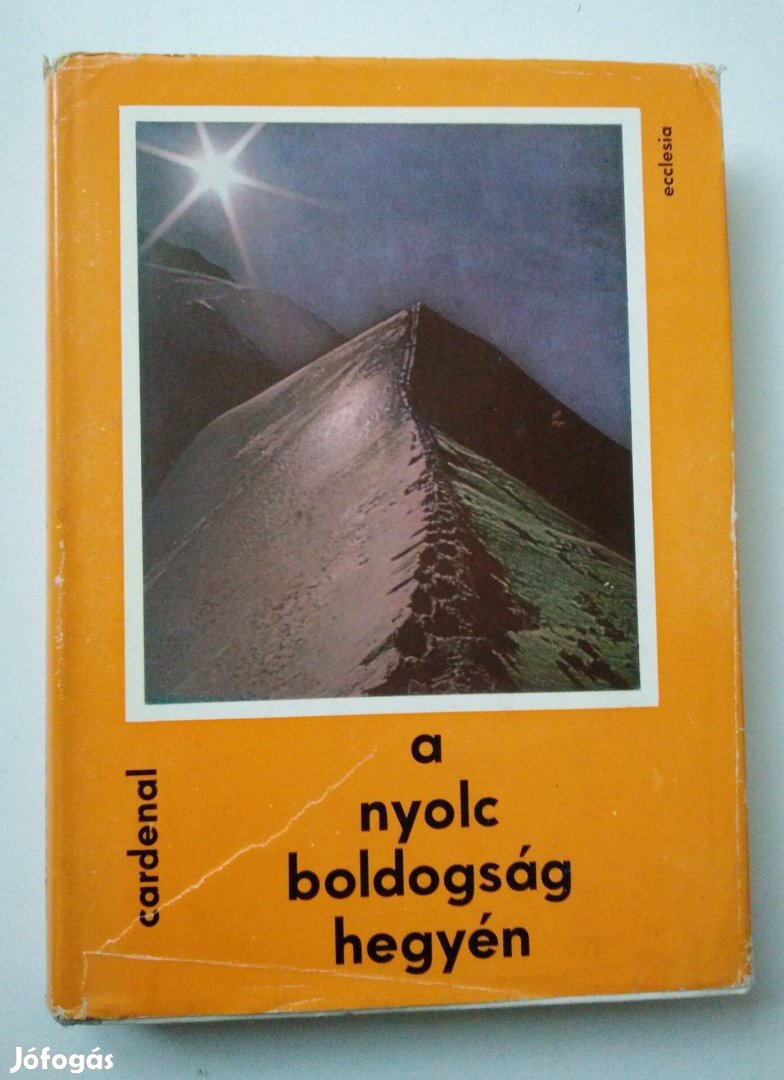 ecclesia
cardenal
a
nyolc
boldogság
hegyén
Jófogás